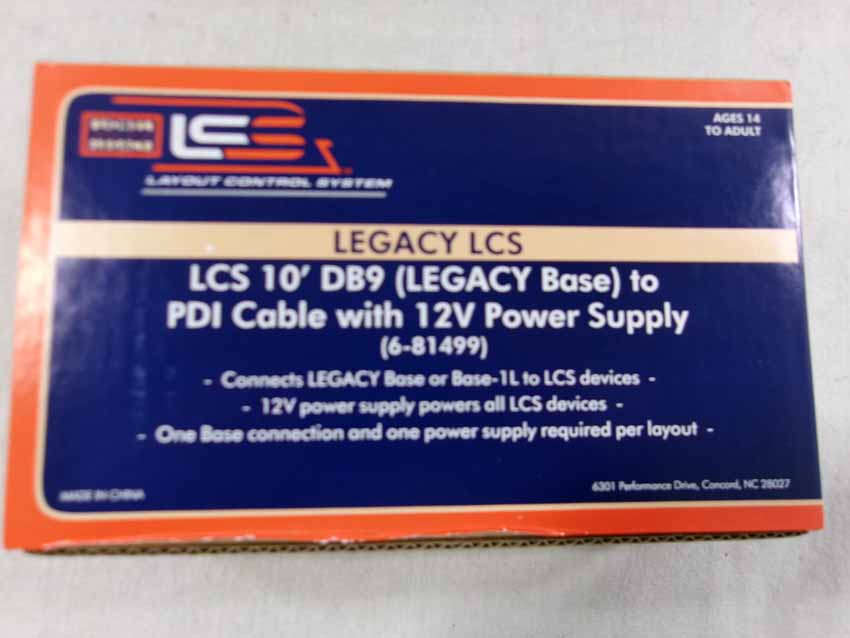 LCS
LAYOUT CONTROL SYSTEM
AGES 14
TO ADULT
LEGACY LCS
LCS 10' DB9 (LEGACY Base) to
PDI Cable with 12V Power Supply
(6-81499)
- Connects LEGACY Base or Base-1L to LCS devices -
- 12V power supply powers all LCS devices -
- One Base connection and one power supply required per layout -
MADE IN CHINA
6301 Performance Drive, Concord, NC 28027